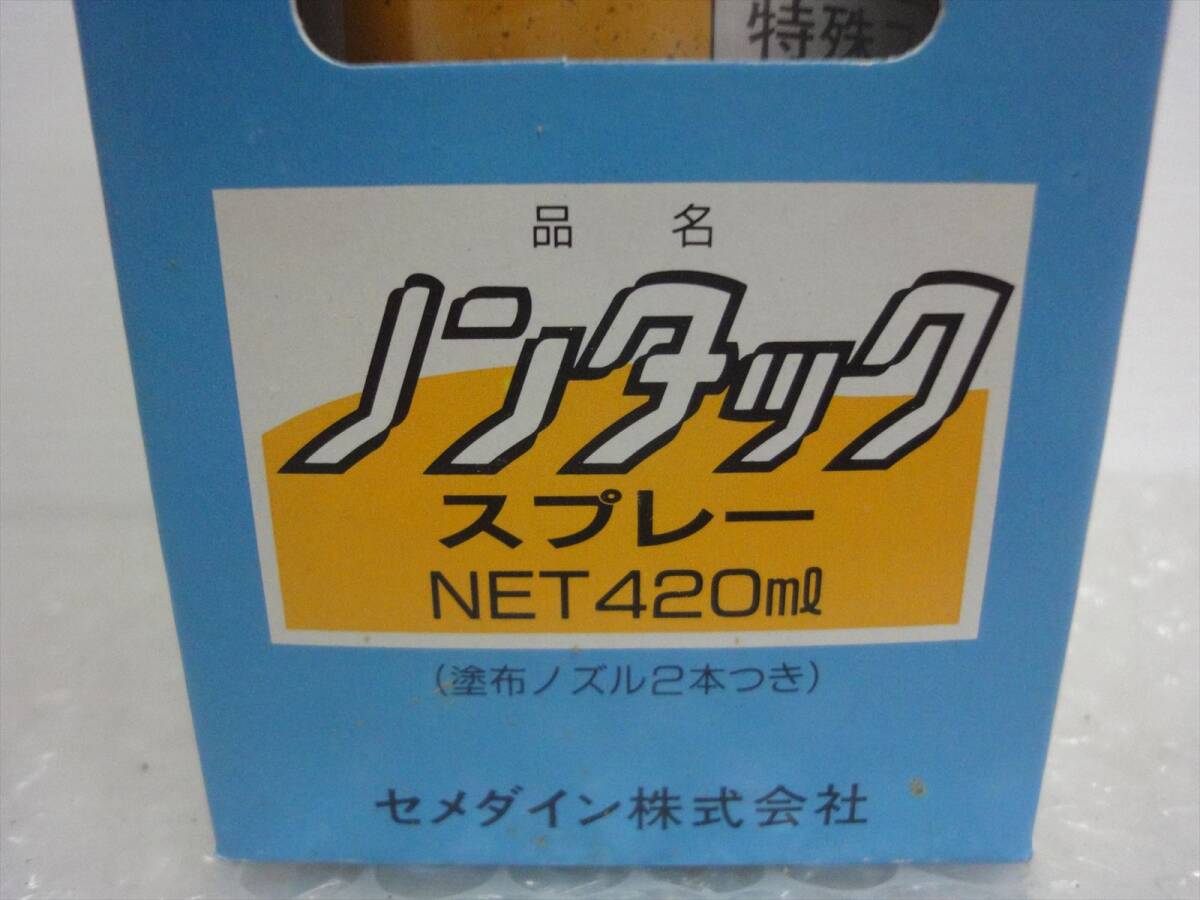 特殊
品名
ノンタック
スプレー
NET420ml
(塗布ノズル2本つき)
セメダイン株式会社